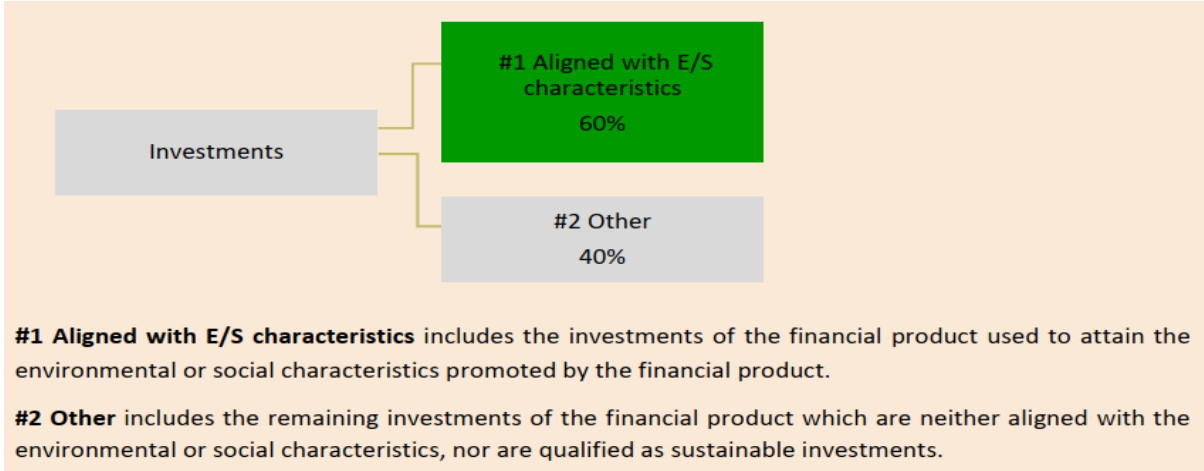 #1 Aligned with E/S
characteristics
60%
Investments
#2 Other
40%
#1 Aligned with E/S characteristics includes the investments of the financial product used to attain the
environmental or social characteristics promoted by the financial product.
#2 Other includes the remaining investments of the financial product which are neither aligned with the
environmental or social characteristics, nor are qualified as sustainable investments.